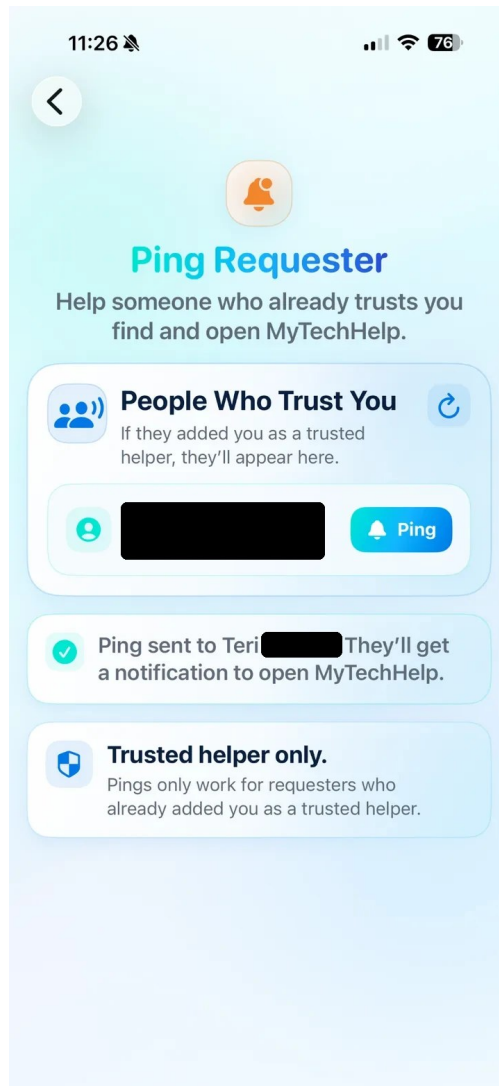 11:26
76
Ping Requester
Help someone who already trusts you
find and open MyTechHelp.
People Who Trust You
If they added you as a trusted
helper, they’ll appear here.
Ping
Ping sent to Teri They’ll get
a notification to open MyTechHelp.
Trusted helper only.
Pings only work for requesters who
already added you as a trusted helper.